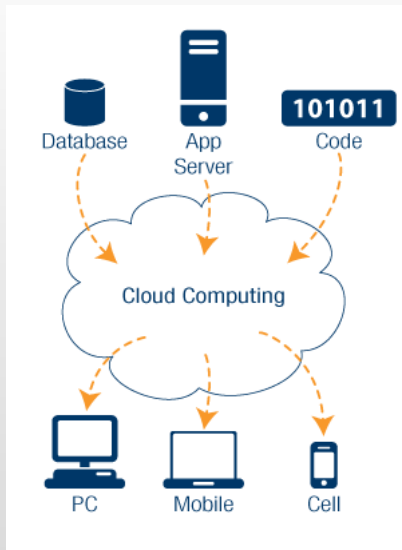 101011
Database
App
Server
Code
Cloud Computing
PC
Mobile
Cell